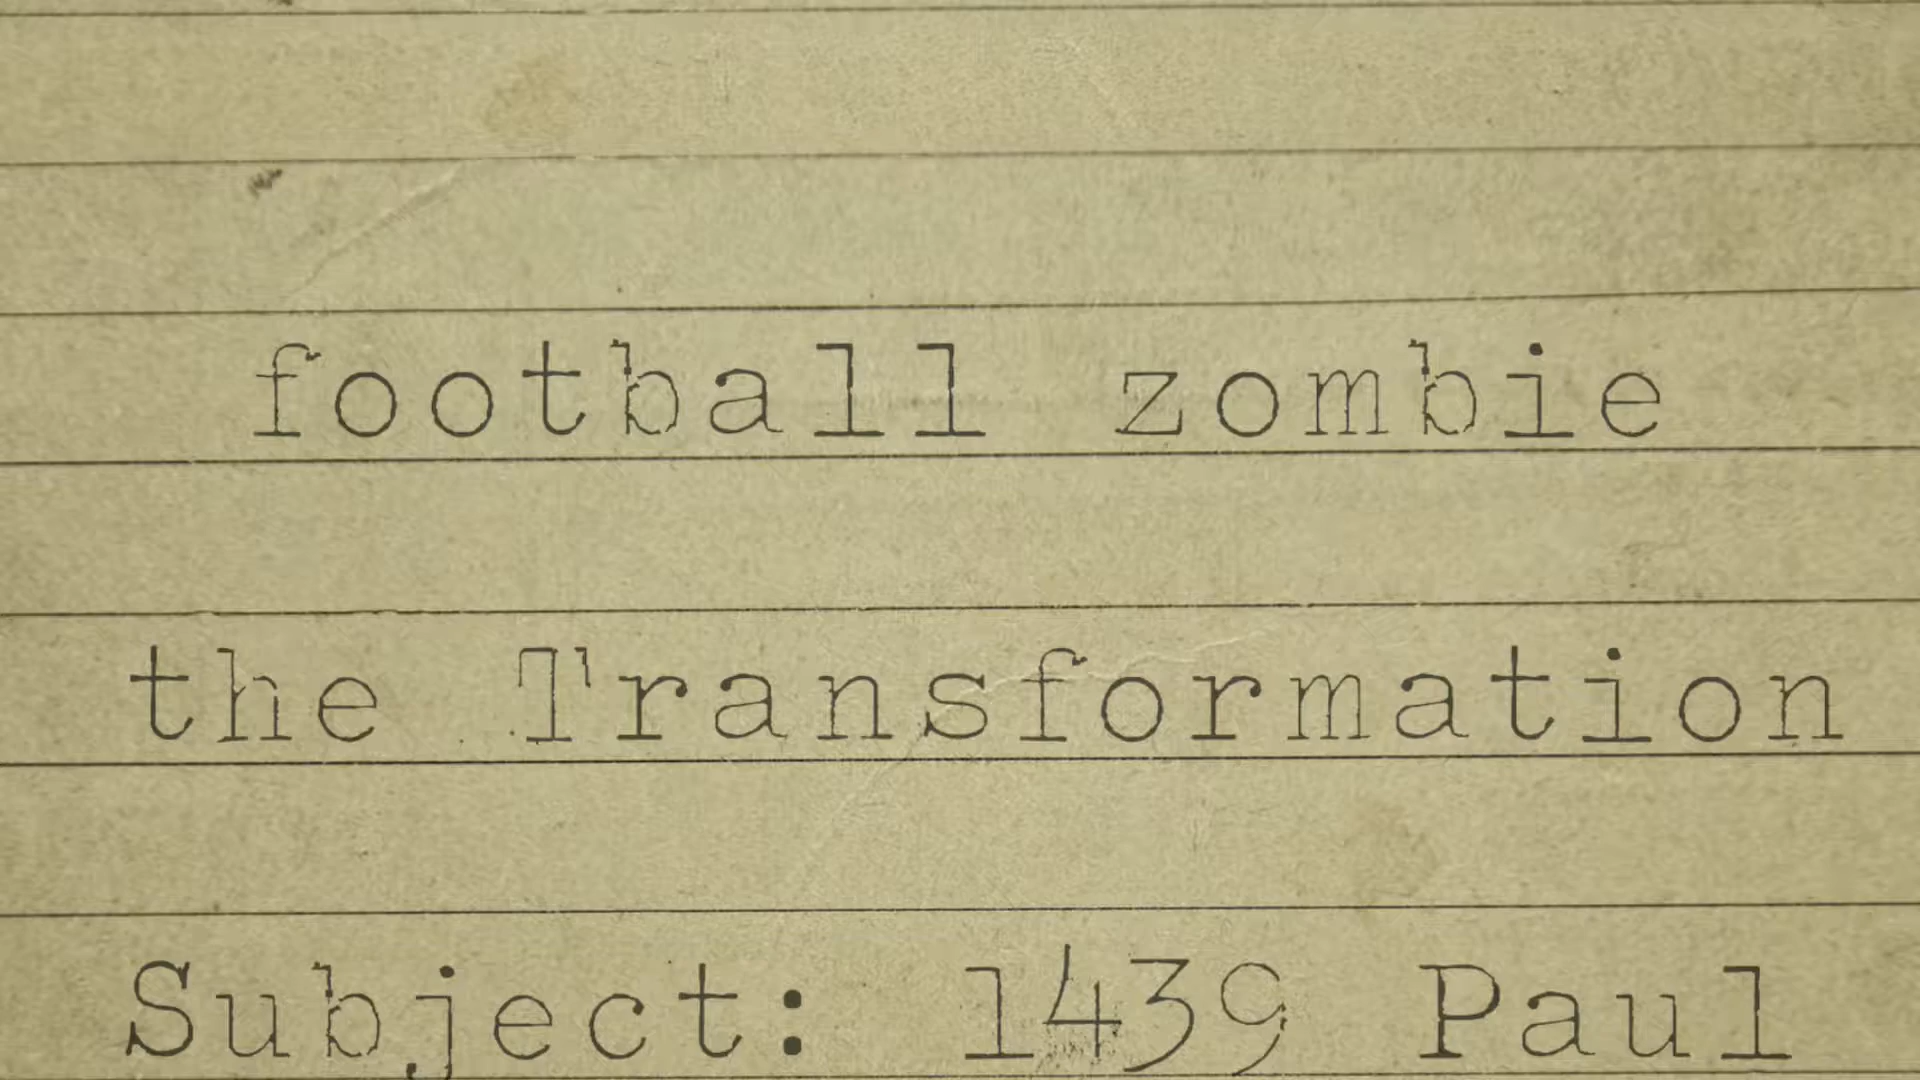 football zombie
the Transformation
Subject: 1439 Paul